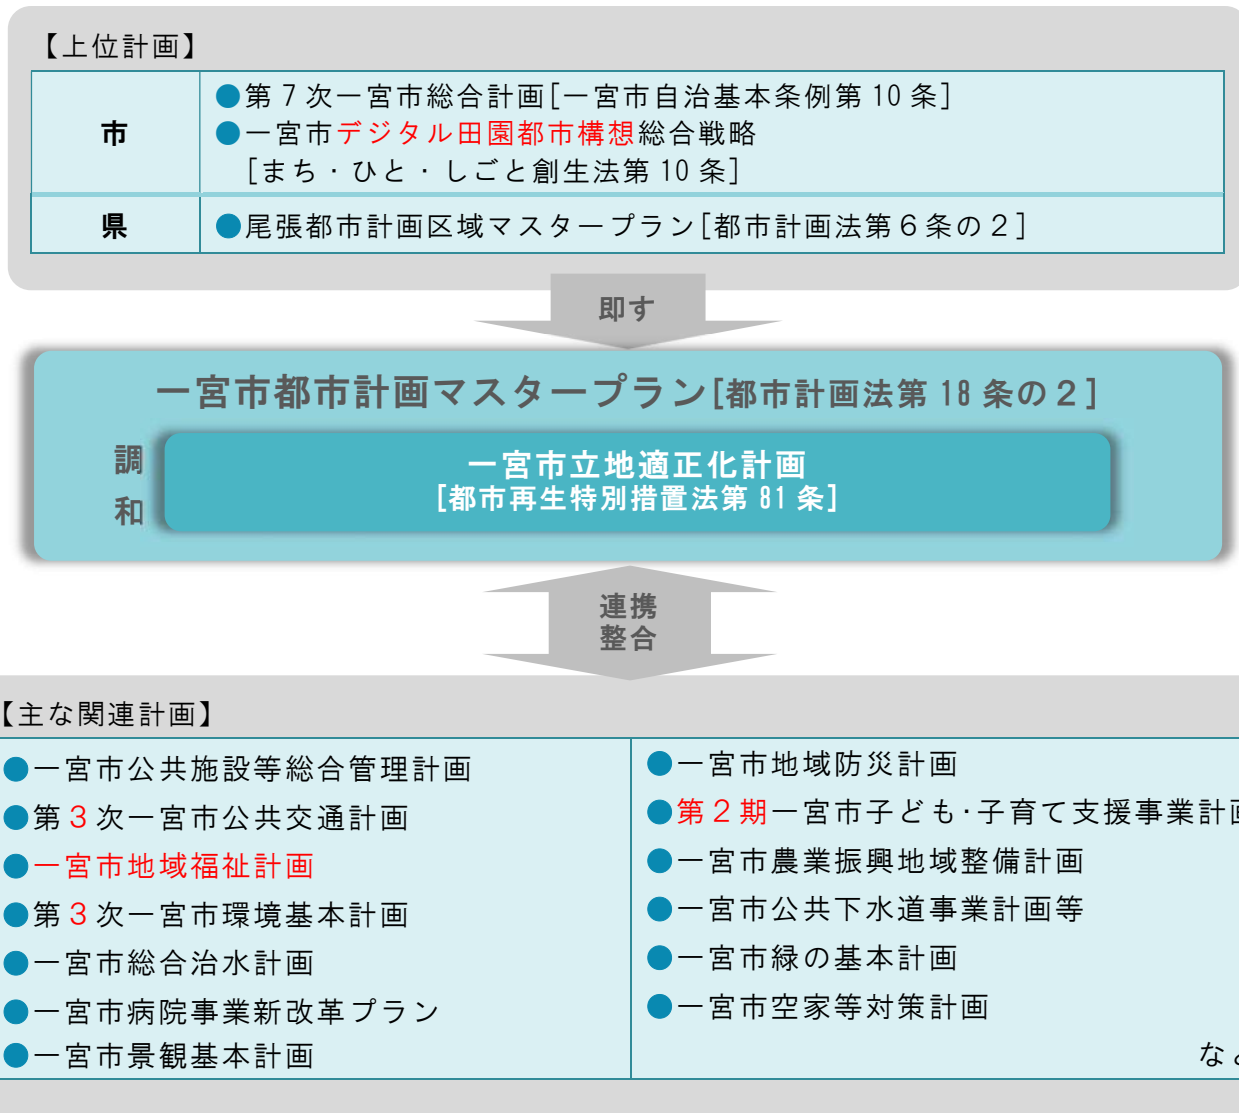 【上位計画】
市
●第７次一宮市総合計画[一宮市自治基本条例第10条]
●一宮市デジタル田園都市構想総合戦略
[まち・ひと・しごと創生法第10条]
県
●尾張都市計画区域マスタープラン[都市計画法第６条の２]
即す
一宮市都市計画マスタープラン[都市計画法第18条の２]
調和
一宮市立地適正化計画
[都市再生特別措置法第81条]
連携
整合
【主な関連計画】
●一宮市公共施設等総合管理計画
●第３次一宮市公共交通計画
●一宮市地域福祉計画
●第３次一宮市環境基本計画
●一宮市総合治水計画
●一宮市病院事業新改革プラン
●一宮市景観基本計画
●一宮市地域防災計画
●第２期一宮市子ども・子育て支援事業計画
●一宮市農業振興地域整備計画
●一宮市公共下水道事業計画等
●一宮市緑の基本計画
●一宮市空家等対策計画
など